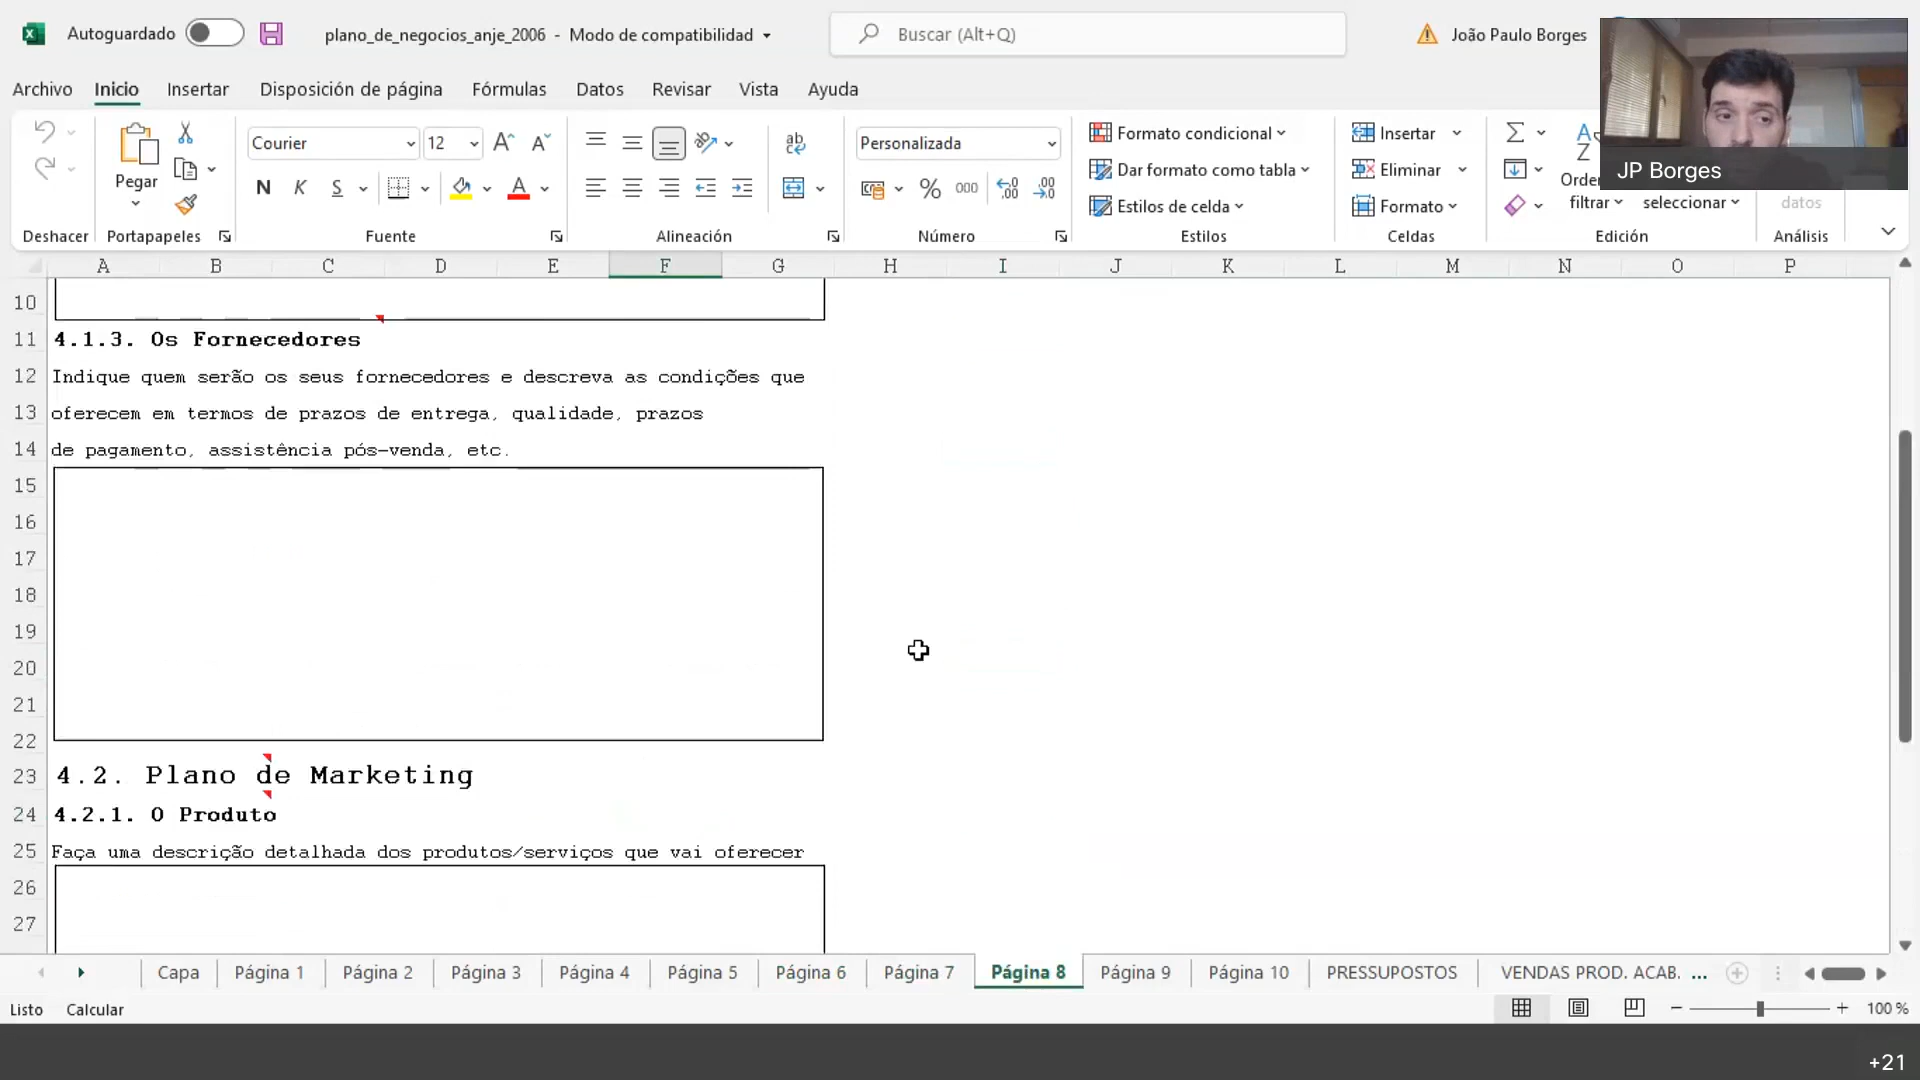 Autoguardado
plano_de_negocios_anje_2006 - Modo de compatibilidad
Buscar (Alt+Q)
João Paulo Borges
Archivo Inicio Insertar Disposición de página Fórmulas Datos Revisar Vista Ayuda
Pegar
Courier 12
N K S
Personalizada
% 000
Formato condicional
Dar formato como tabla
Estilos de celda
Insertar
Eliminar
Formato
filtrar
seleccionar
datos
JP Borges
Deshacer Portapapeles Fuente Alineación Número Estilos Celdas Edición Análisis
A B C D E F G H I J K L M N O P
10
11 4.1.3. Os Fornecedores
12 Indique quem serão os seus fornecedores e descreva as condições que
13 oferecem em termos de prazos de entrega, qualidade, prazos
14 de pagamento, assistência pós-venda, etc.
15
16
17
18
19
20
21
22
23 4.2. Plano de Marketing
24 4.2.1. O Produto
25 Faça uma descrição detalhada dos produtos/serviços que vai oferecer
26
27
Capa Página 1 Página 2 Página 3 Página 4 Página 5 Página 6 Página 7 Página 8 Página 9 Página 10 PRESSUPOSTOS VENDAS PROD. ACAB. ...
Listo Calcular
100 %
+21